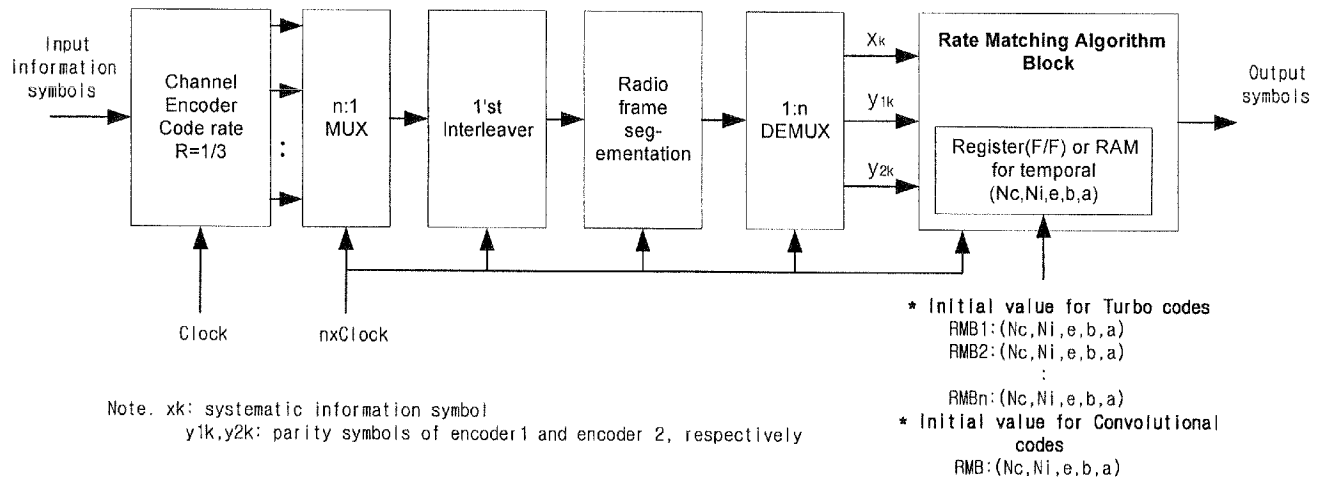 Input
information
symbols
Channel
Encoder
Code rate
R=1/3
:
n:1
MUX
1'st
Interleaver
Radio
frame
seg-
ementation
1:n
DEMUX
xk
y1k
y2k
Rate Matching Algorithm
Block
Register(F/F) or RAM
for temporal
(Nc,Ni,e,b,a)
Output
symbols
Clock
nxClock
* Initial value for Turbo codes
RMB1:(Nc,Ni,e,b,a)
RMB2:(Nc,Ni,e,b,a)
:
RMBn:(Nc,Ni,e,b,a)
* Initial value for Convolutional
codes
RMB:(Nc,Ni,e,b,a)
Note. xk: systematic information symbol
y1k,y2k: parity symbols of encoder1 and encoder 2, respectively